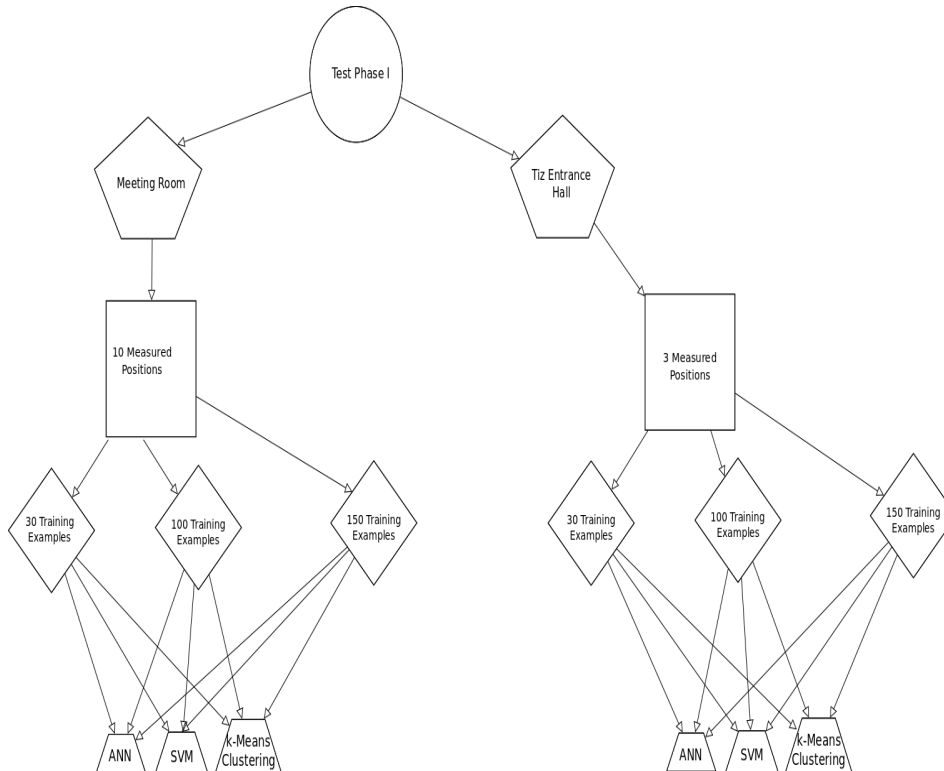 Test Phase I
Meeting Room
Tiz Entrance
Hall
10 Measured
Positions
3 Measured
Positions
30 Training
Examples
100 Training
Examples
150 Training
Examples
30 Training
Examples
100 Training
Examples
150 Training
Examples
ANN
SVM
k-Means
Clustering
ANN
SVM
k-Means
Clustering